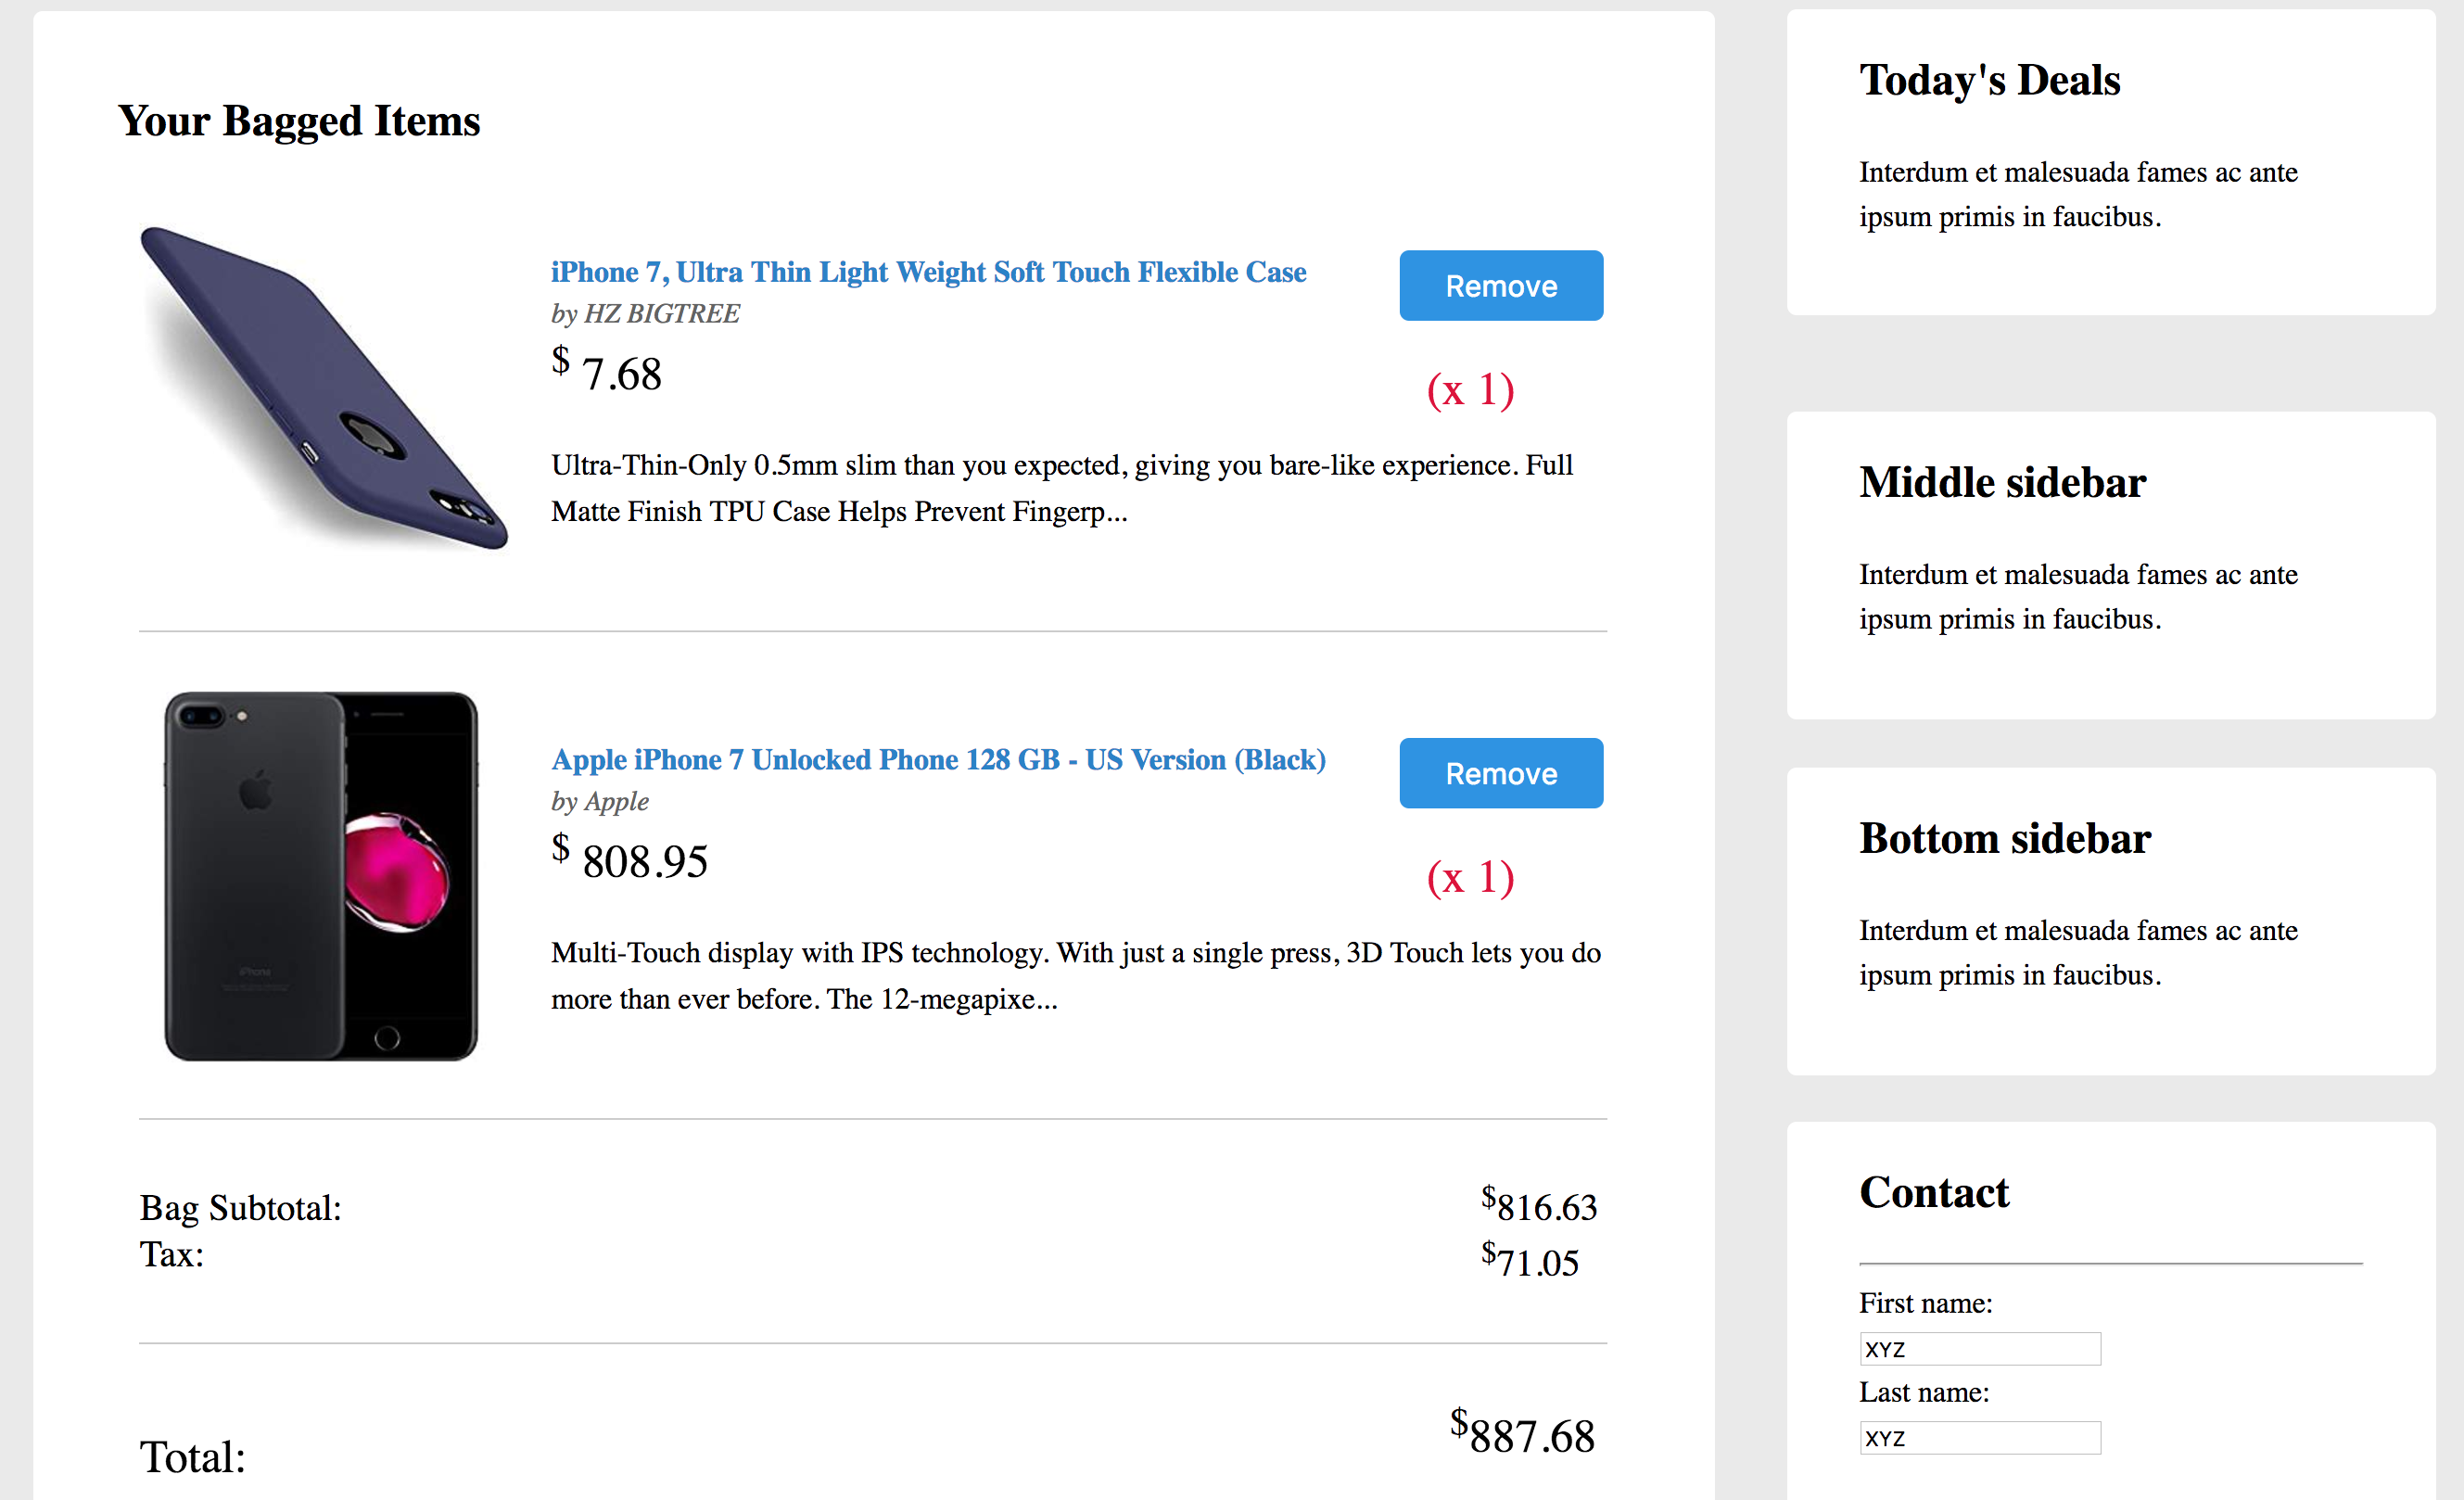 Your Bagged Items
iPhone 7, Ultra Thin Light Weight Soft Touch Flexible Case
Remove
by HZ BIGTREE
$ 7.68
(x 1)
Ultra-Thin-Only 0.5mm slim than you expected, giving you bare-like experience. Full
Matte Finish TPU Case Helps Prevent Fingerp...
iPhone
Apple iPhone 7 Unlocked Phone 128 GB - US Version (Black)
Remove
by Apple
$ 808.95
(x 1)
Multi-Touch display with IPS technology. With just a single press, 3D Touch lets you do
more than ever before. The 12-megapixe...
Bag Subtotal: $816.63
Tax: $71.05
Total: $887.68
Today's Deals
Interdum et malesuada fames ac ante
ipsum primis in faucibus.
Middle sidebar
Interdum et malesuada fames ac ante
ipsum primis in faucibus.
Bottom sidebar
Interdum et malesuada fames ac ante
ipsum primis in faucibus.
Contact
First name:
XYZ
Last name:
XYZ